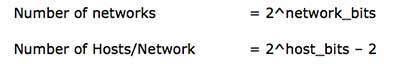 Number of networks = 2^network_bits
Number of Hosts/Network = 2^host_bits – 2